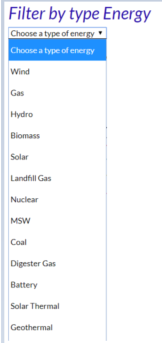 Filter by type Energy
Choose a type of energy
Choose a type of energy
Wind
Gas
Hydro
Biomass
Solar
Landfill Gas
Nuclear
MSW
Coal
Digester Gas
Battery
Solar Thermal
Geothermal